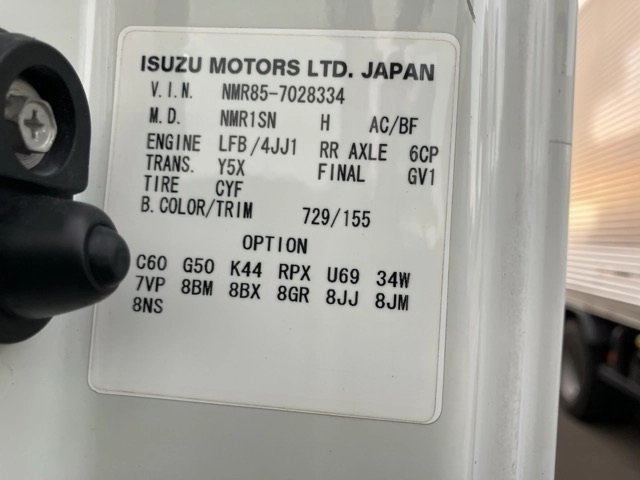 ISUZU MOTORS LTD. JAPAN
V.I.N. NMR85-7028334
M.D. NMR1SN H AC/BF
ENGINE LFB/4JJ1 RR AXLE 6CP
TRANS. Y5X FINAL GV1
TIRE CYF
B.COLOR/TRIM 729/155
OPTION
C60 G50 K44 RPX U69 34W
7VP 8BM 8BX 8GR 8JJ 8JM
8NS